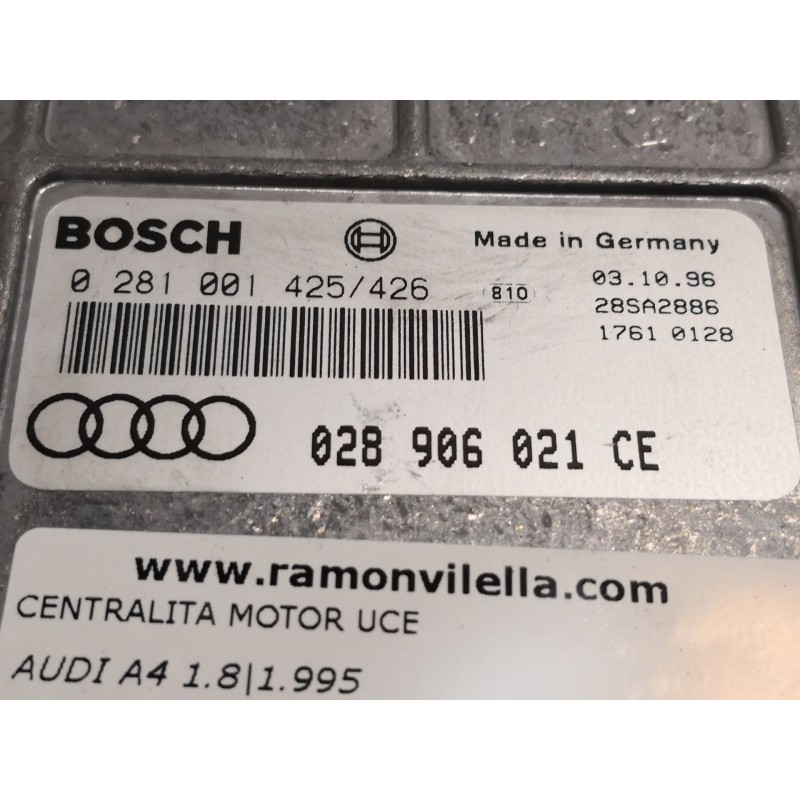 BOSCH
Made in Germany
0 281 001 425/426
810
03.10.96
28SA2886
1761 0128
028 906 021 CE
www.ramonvilella.com
CENTRALITA MOTOR UCE
AUDI A4 1.8|1.995